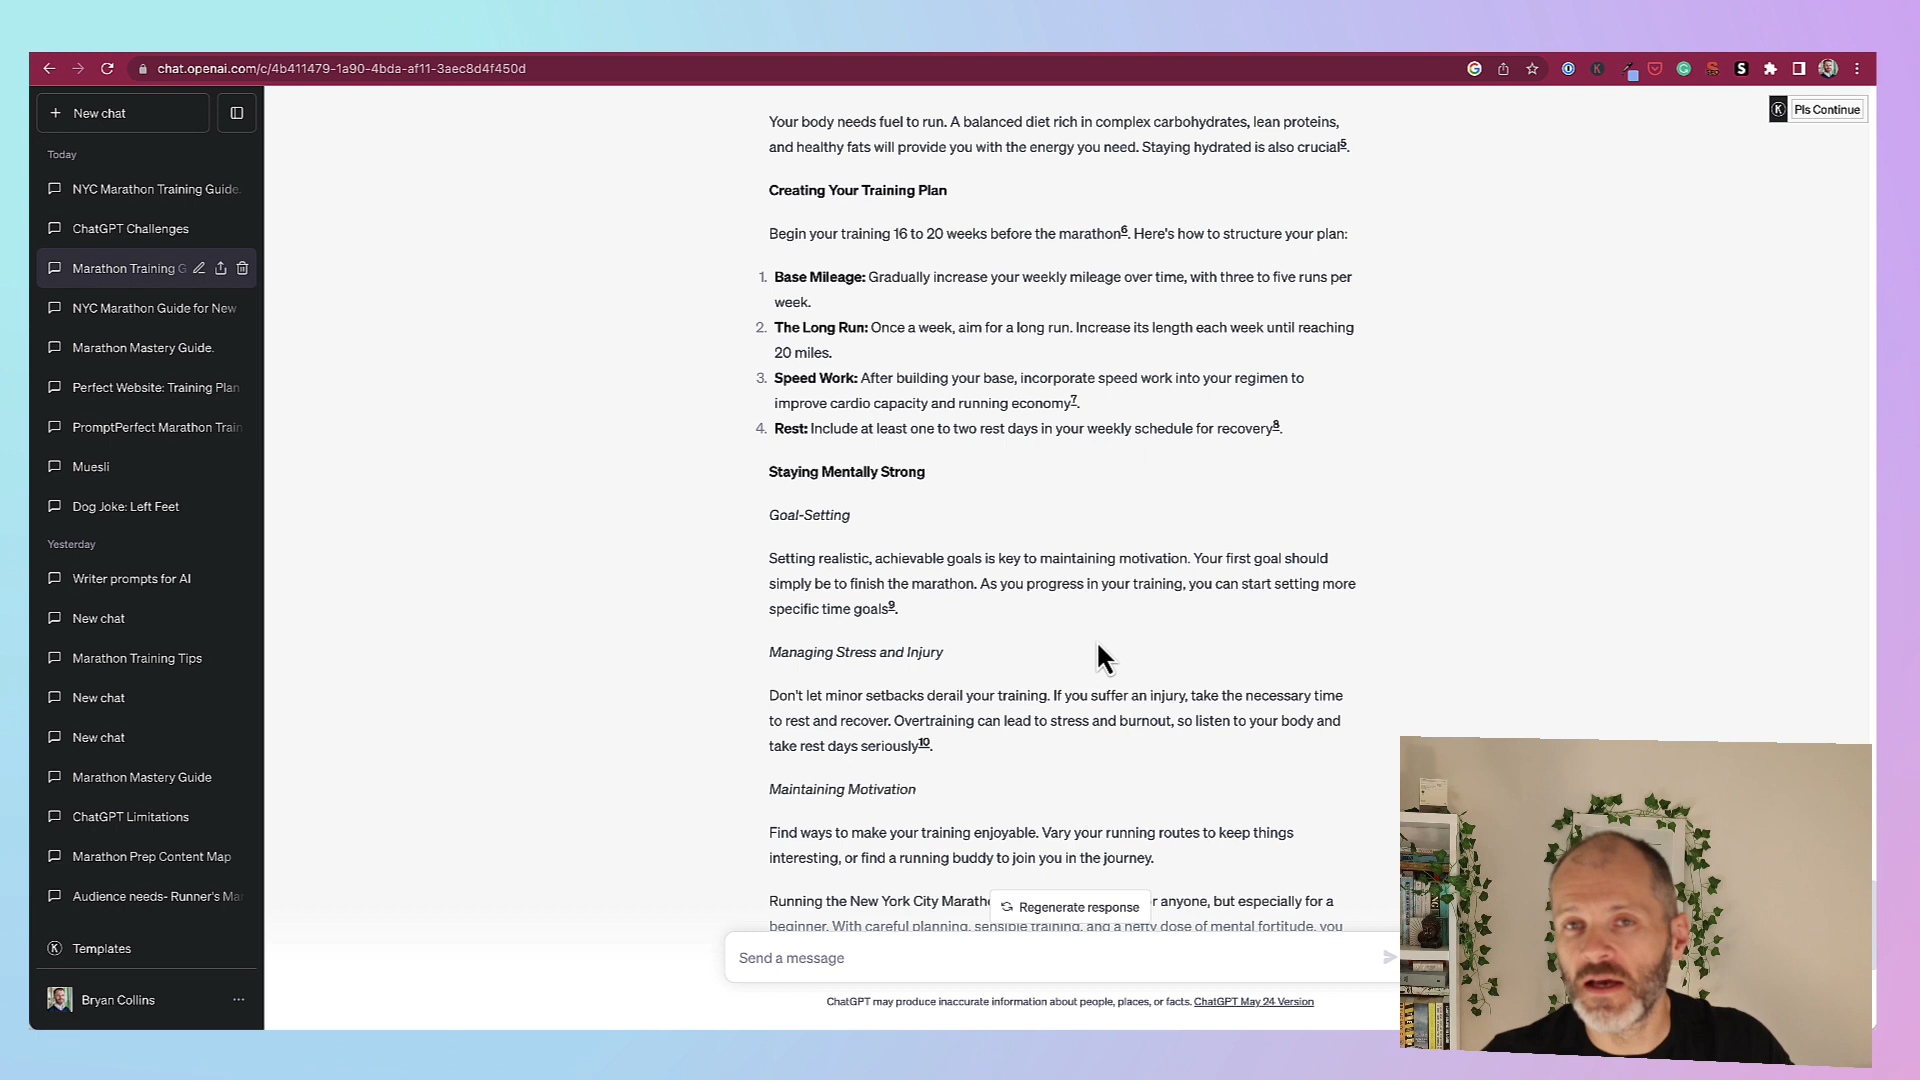 chat.openai.com/c/4b411479-1a90-4bda-af11-3aec8d4f450d
New chat
Today
NYC Marathon Training Guide.
ChatGPT Challenges
Marathon Training G
NYC Marathon Guide for New
Marathon Mastery Guide.
Perfect Website: Training Plan
PromptPerfect Marathon Train
Muesli
Dog Joke: Left Feet
Yesterday
Writer prompts for AI
New chat
Marathon Training Tips
New chat
New chat
Marathon Mastery Guide
ChatGPT Limitations
Marathon Prep Content Map
Audience needs- Runner's Ma
Templates
Bryan Collins
Pls Continue
Your body needs fuel to run. A balanced diet rich in complex carbohydrates, lean proteins,
and healthy fats will provide you with the energy you need. Staying hydrated is also crucial5.
Creating Your Training Plan
Begin your training 16 to 20 weeks before the marathon6. Here's how to structure your plan:
1. Base Mileage: Gradually increase your weekly mileage over time, with three to five runs per
week.
2. The Long Run: Once a week, aim for a long run. Increase its length each week until reaching
20 miles.
3. Speed Work: After building your base, incorporate speed work into your regimen to
improve cardio capacity and running economy7.
4. Rest: Include at least one to two rest days in your weekly schedule for recovery8.
Staying Mentally Strong
Goal-Setting
Setting realistic, achievable goals is key to maintaining motivation. Your first goal should
simply be to finish the marathon. As you progress in your training, you can start setting more
specific time goals9.
Managing Stress and Injury
Don't let minor setbacks derail your training. If you suffer an injury, take the necessary time
to rest and recover. Overtraining can lead to stress and burnout, so listen to your body and
take rest days seriously10.
Maintaining Motivation
Find ways to make your training enjoyable. Vary your running routes to keep things
interesting, or find a running buddy to join you in the journey.
Running the New York City Marath
r anyone, but especially for a
Regenerate response
beginner. With careful planning, sensible training, and a hefty dose of mental fortitude, you
Send a message
ChatGPT may produce inaccurate information about people, places, or facts. ChatGPT May 24 Version